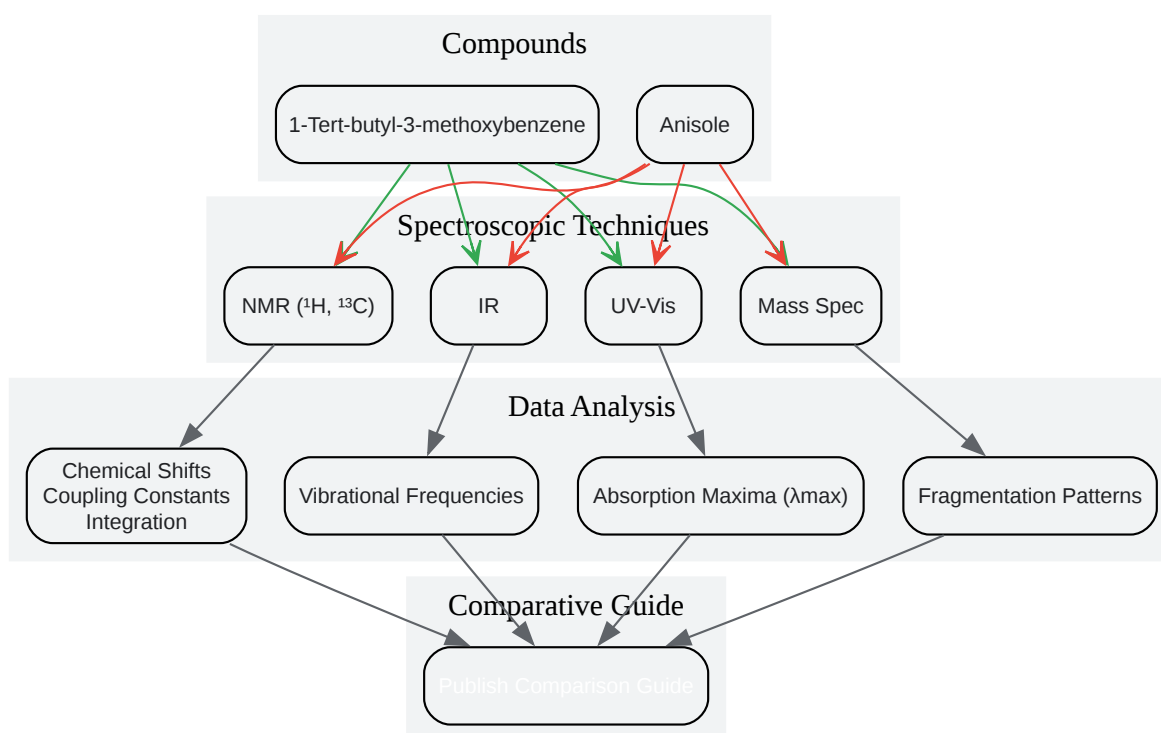 Compounds
1-Tert-butyl-3-methoxybenzene
Anisole
Spectroscopic Techniques
NMR (¹H, ¹³C)
IR
UV-Vis
Mass Spec
Data Analysis
Chemical Shifts
Coupling Constants
Integration
Vibrational Frequencies
Absorption Maxima (λmax)
Fragmentation Patterns
Comparative Guide
Publish Comparison Guide